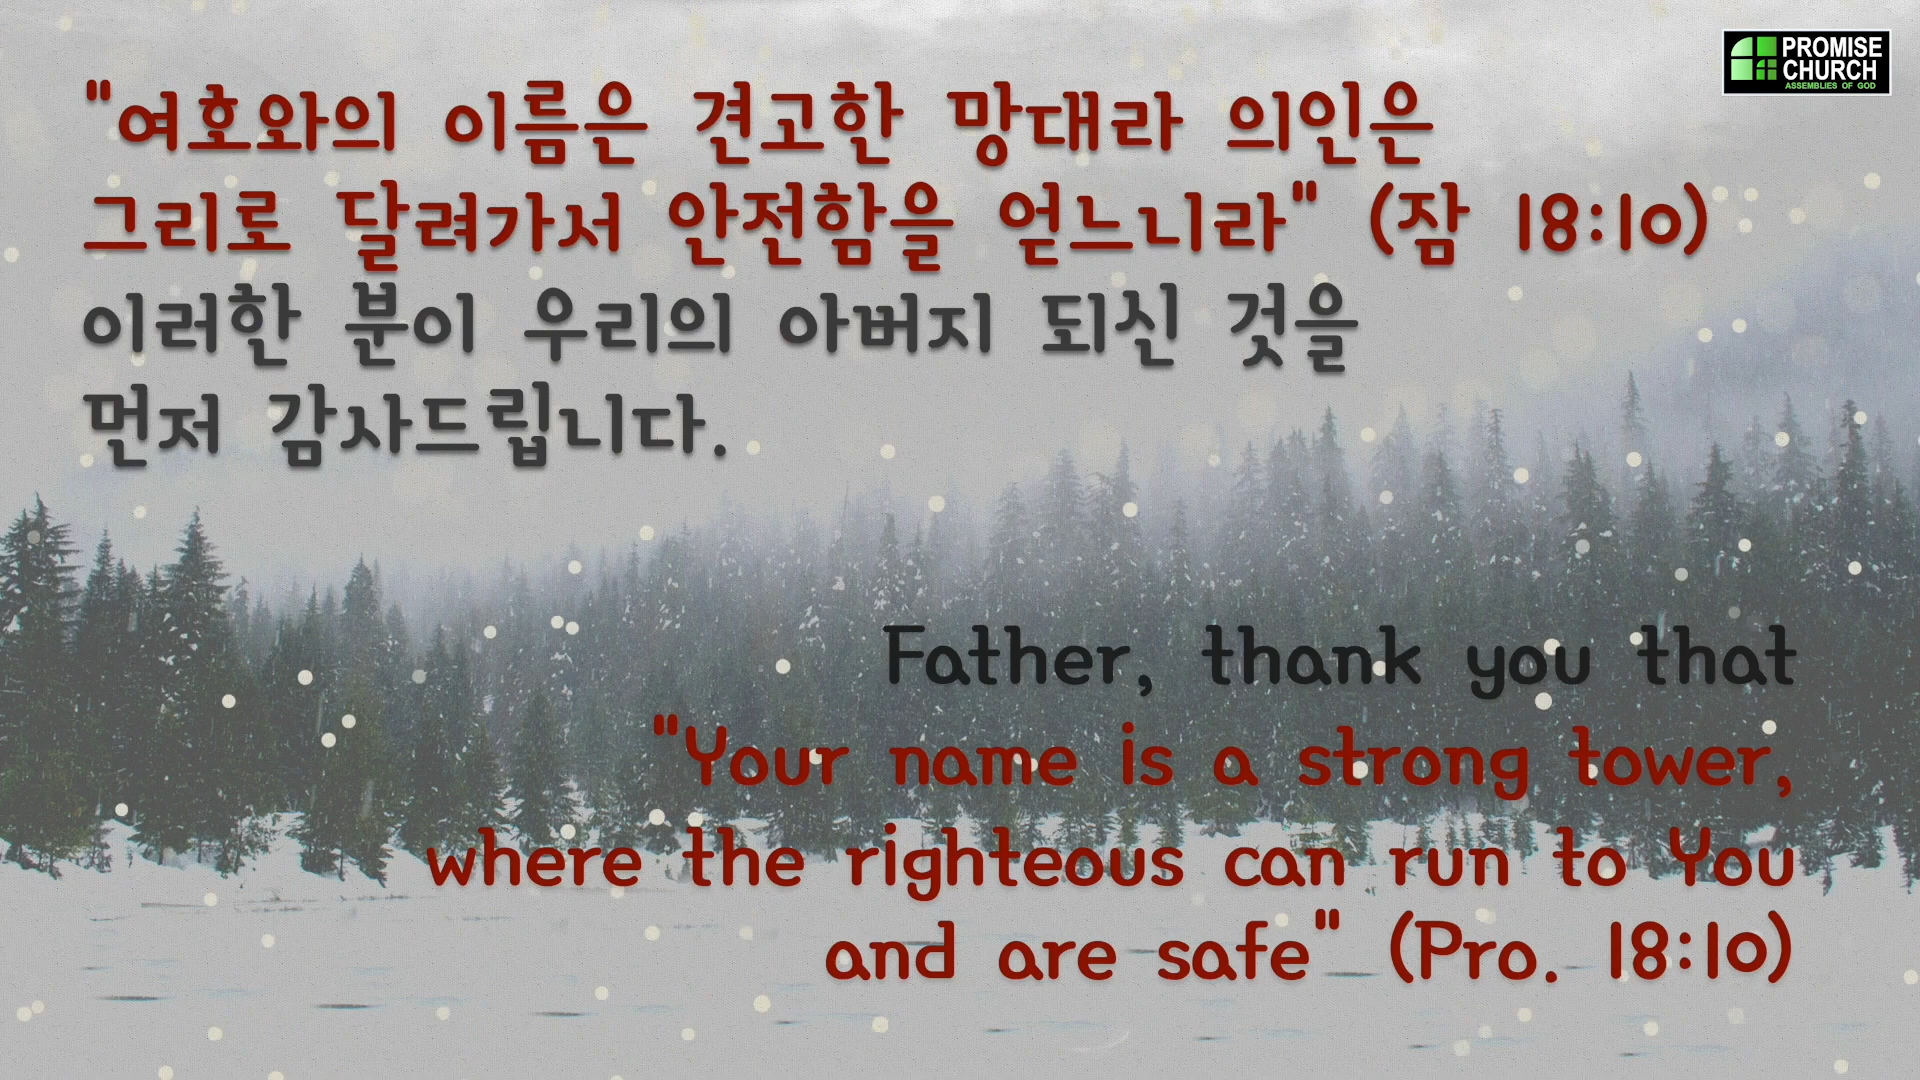 PROMISE
CHURCH
ASSEMBLIES OF GOD
"여호와의 이름은 견고한 망대라 의인은
그리로 달려가서 안전함을 얻느니라" (잠 18:10)
이러한 분이 우리의 아버지 되신 것을
먼저 감사드립니다.
Father, thank you that
"Your name is a strong tower,
where the righteous can run to You
and are safe" (Pro. 18:10)